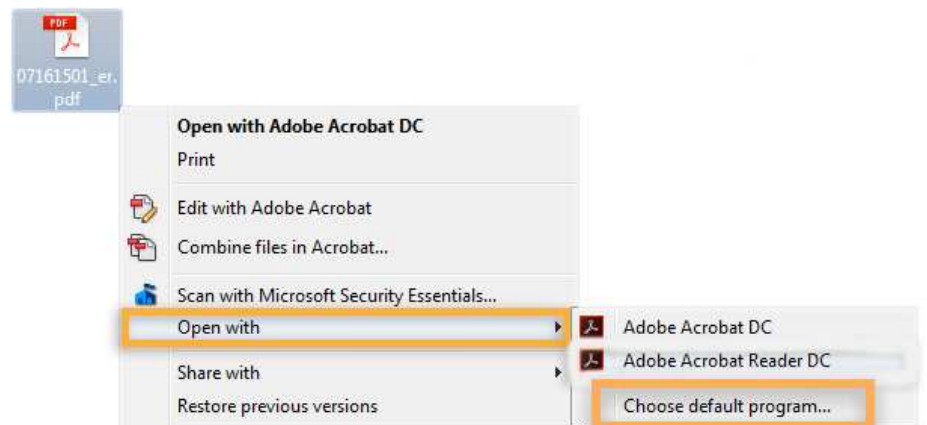 PDF
07161501_er.
pdf
Open with Adobe Acrobat DC
Print
Edit with Adobe Acrobat
Combine files in Acrobat...
Scan with Microsoft Security Essentials...
Open with
Adobe Acrobat DC
Adobe Acrobat Reader DC
Share with
Choose default program...
Restore previous versions